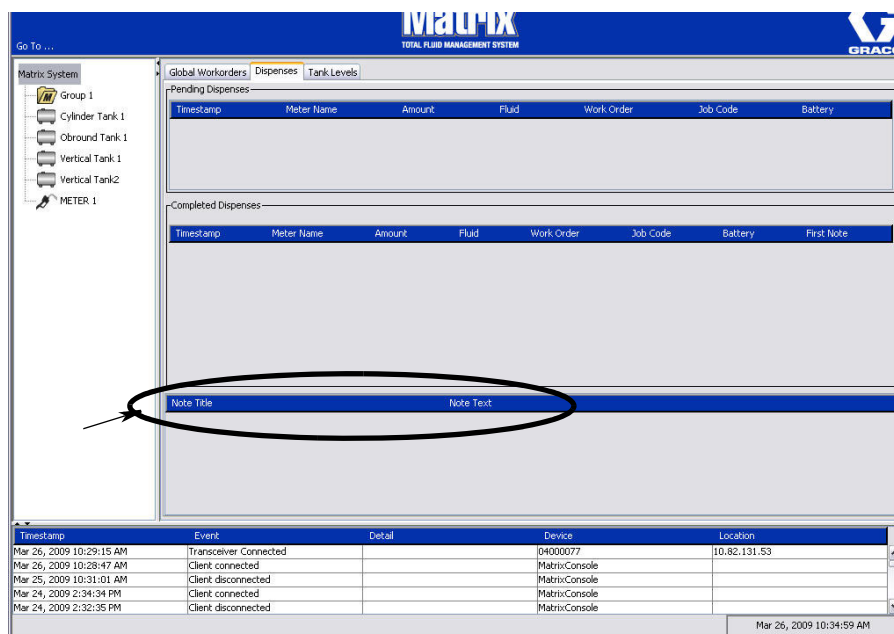 Matrix
TOTAL FLUID MANAGEMENT SYSTEM
Go To ...
GRACO
Matrix System
Group 1
Cylinder Tank 1
Obround Tank 1
Vertical Tank 1
Vertical Tank2
METER 1
Global Workorders Dispenses Tank Levels
Pending Dispenses
Timestamp Meter Name Amount Fluid Work Order Job Code Battery
Completed Dispenses
Timestamp Meter Name Amount Fluid Work Order Job Code Battery First Note
Note Title Note Text
Timestamp Event Detail Device Location
Mar 26, 2009 10:29:15 AM Transceiver Connected 04000077 10.82.131.53
Mar 26, 2009 10:28:47 AM Client connected MatrixConsole
Mar 25, 2009 10:31:01 AM Client disconnected MatrixConsole
Mar 24, 2009 2:34:34 PM Client connected MatrixConsole
Mar 24, 2009 2:32:35 PM Client disconnected MatrixConsole
Mar 26, 2009 10:34:59 AM